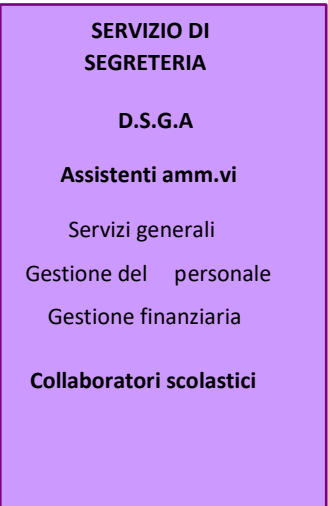 SERVIZIO DI
SEGRETERIA
D.S.G.A
Assistenti amm.vi
Servizi generali
Gestione del personale
Gestione finanziaria
Collaboratori scolastici